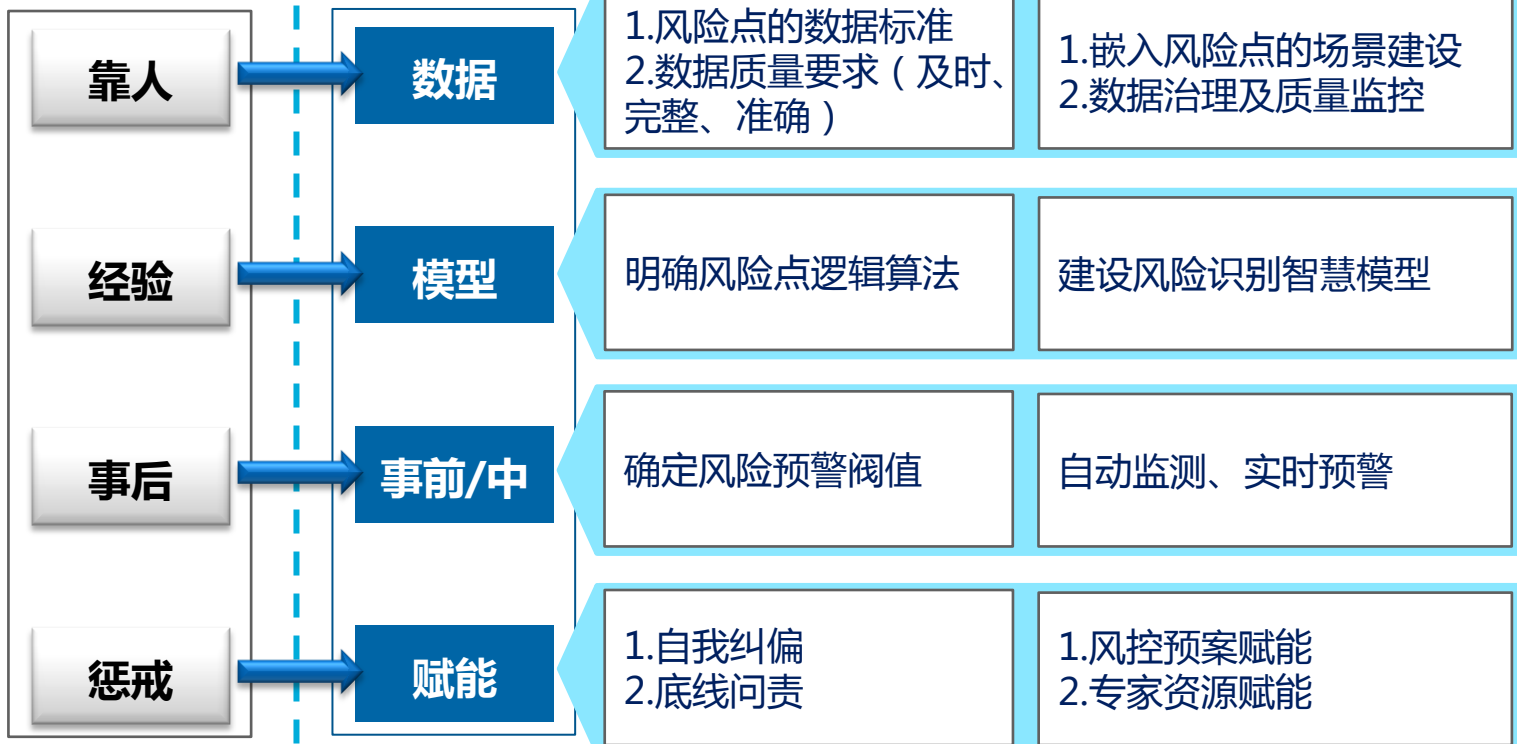 靠人
数据
1.风险点的数据标准
2.数据质量要求（及时、
完整、准确）
1.嵌入风险点的场景建设
2.数据治理及质量监控
经验
模型
明确风险点逻辑算法
建设风险识别智慧模型
事后
事前/中
确定风险预警阀值
自动监测、实时预警
惩戒
赋能
1.自我纠偏
2.底线问责
1.风控预案赋能
2.专家资源赋能